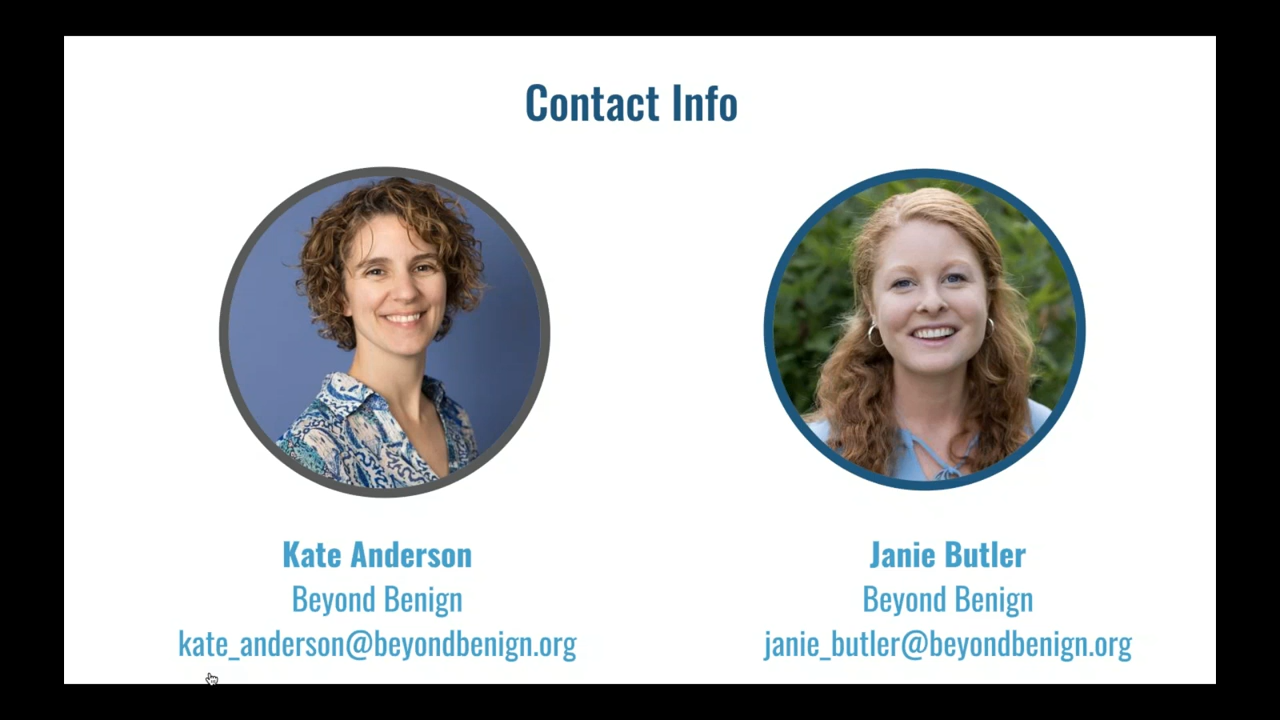 Contact Info
Kate Anderson
Beyond Benign
kate_anderson@beyondbenign.org
Janie Butler
Beyond Benign
janie_butler@beyondbenign.org